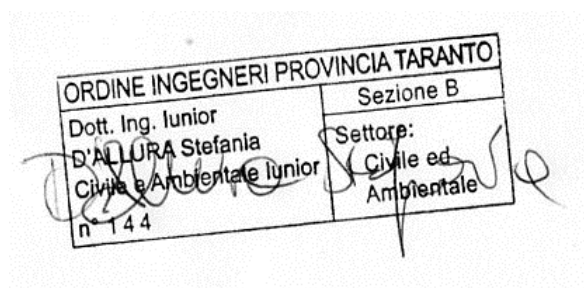 ORDINE INGEGNERI PROVINCIA TARANTO
Dott. Ing. Iunior
D'ALLURA Stefania
Civile e Ambientale Iunior
n° 144
Sezione B
Settore:
Civile ed
Ambientale